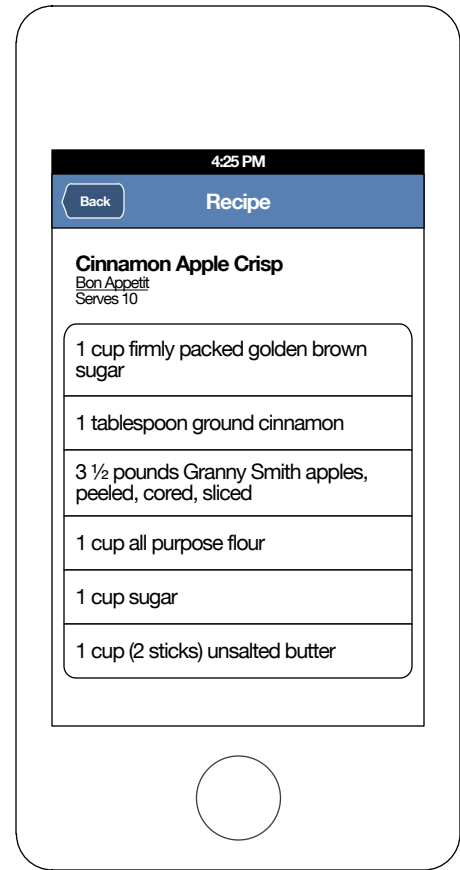 4:25 PM
Back
Recipe
Cinnamon Apple Crisp
Bon Appetit
Serves 10
1 cup firmly packed golden brown
sugar
1 tablespoon ground cinnamon
3 ½ pounds Granny Smith apples,
peeled, cored, sliced
1 cup all purpose flour
1 cup sugar
1 cup (2 sticks) unsalted butter